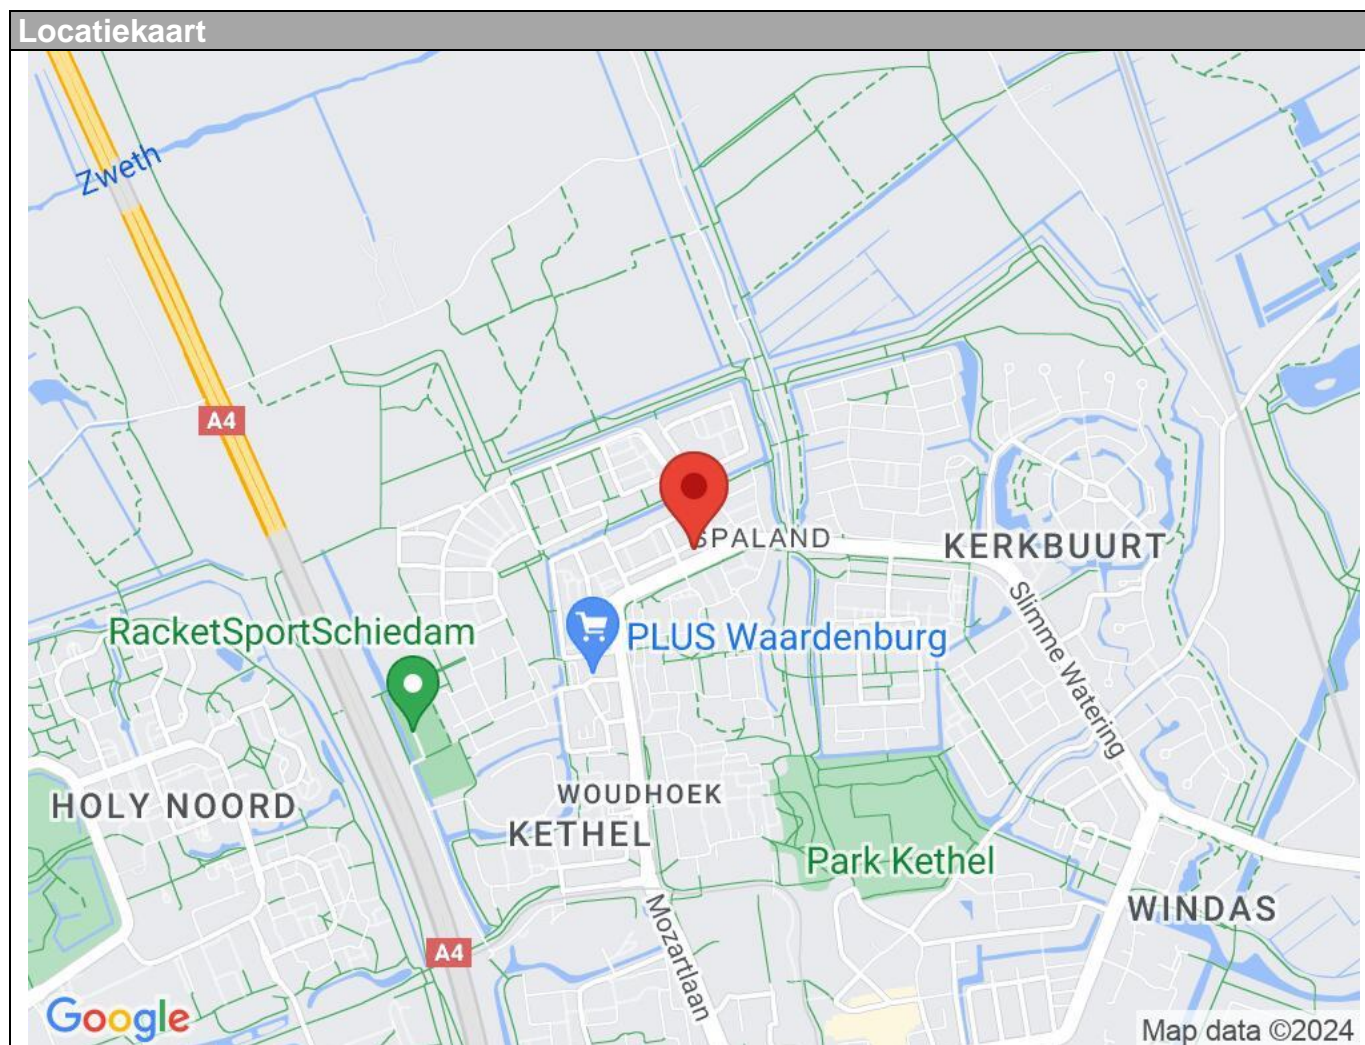 Locatiekaart
Zweth
A4
SPALAND
KERKBUURT
RacketSportSchiedam
PLUS Waardenburg
Slimme Watering
HOLY NOORD
WOUDHOEK
KETHEL
Park Kethel
Mozartlaan
WINDAS
A4
Google
Map data ©2024